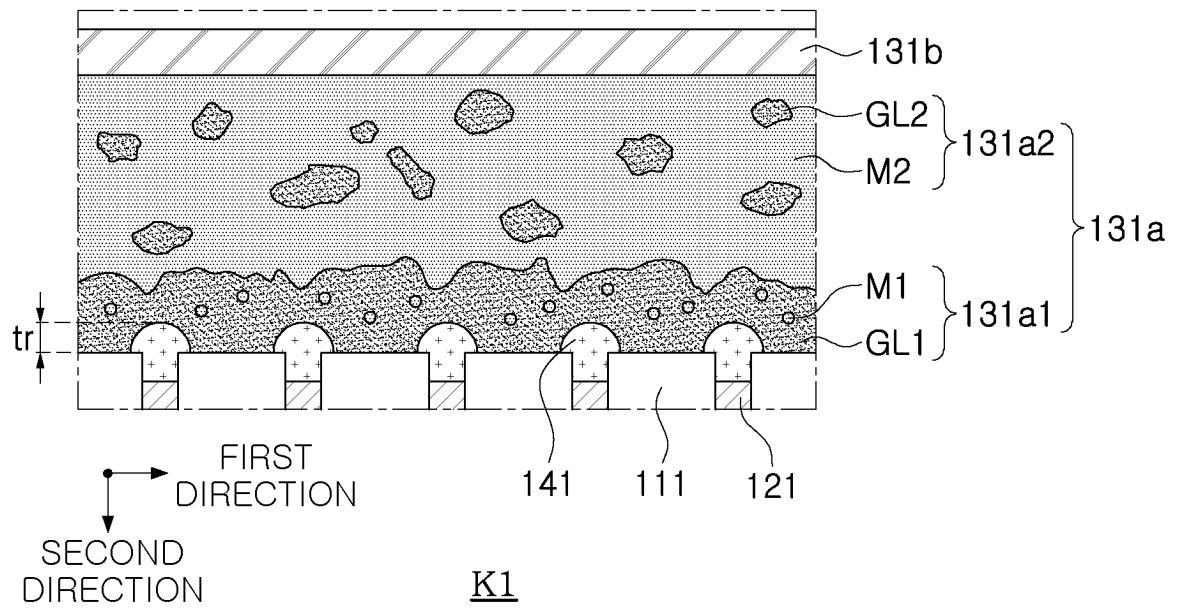 131b
GL2
131a2
M2
131a
M1
131a1
GL1
tr
141
111
121
FIRST
DIRECTION
SECOND
DIRECTION
K1